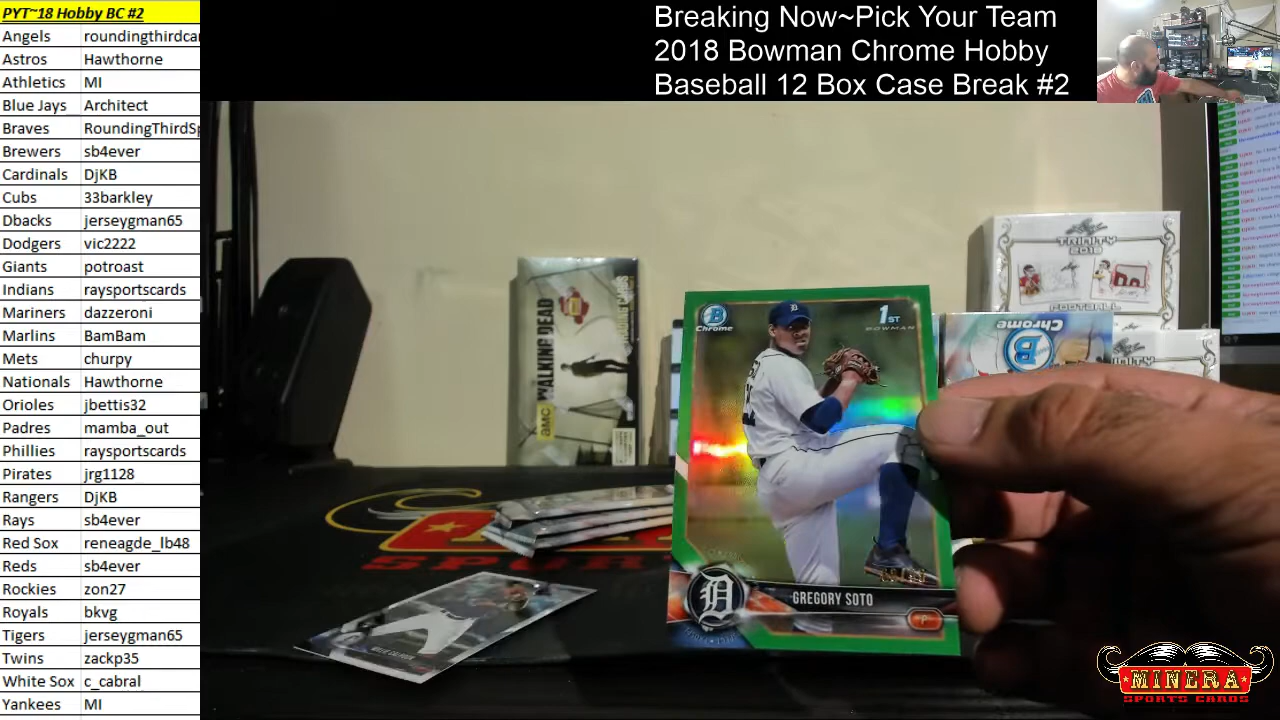 PYT~18 Hobby BC #2
Angels roundingthirdcar
Astros Hawthorne
Athletics MI
Blue Jays Architect
Braves RoundingThirdSp
Brewers sb4ever
Cardinals DjKB
Cubs 33barkley
Dbacks jerseygman65
Dodgers vic2222
Giants potroast
Indians raysportscards
Mariners dazzeroni
Marlins BamBam
Mets churpy
Nationals Hawthorne
Orioles jbettis32
Padres mamba_out
Phillies raysportscards
Pirates jrg1128
Rangers DjKB
Rays sb4ever
Red Sox reneagde_lb48
Reds sb4ever
Rockies zon27
Royals bkvg
Tigers jerseygman65
Twins zackp35
White Sox c_cabral
Yankees MI
Breaking Now~Pick Your Team
2018 Bowman Chrome Hobby
Baseball 12 Box Case Break #2
Leaf
TRINITY
2018
FOOTBALL
amc
WALKING DEAD
B
Chrome
1ST
BOWMAN
D
GREGORY SOTO
P
Chrome
B
MINERA
SPORTS CARDS